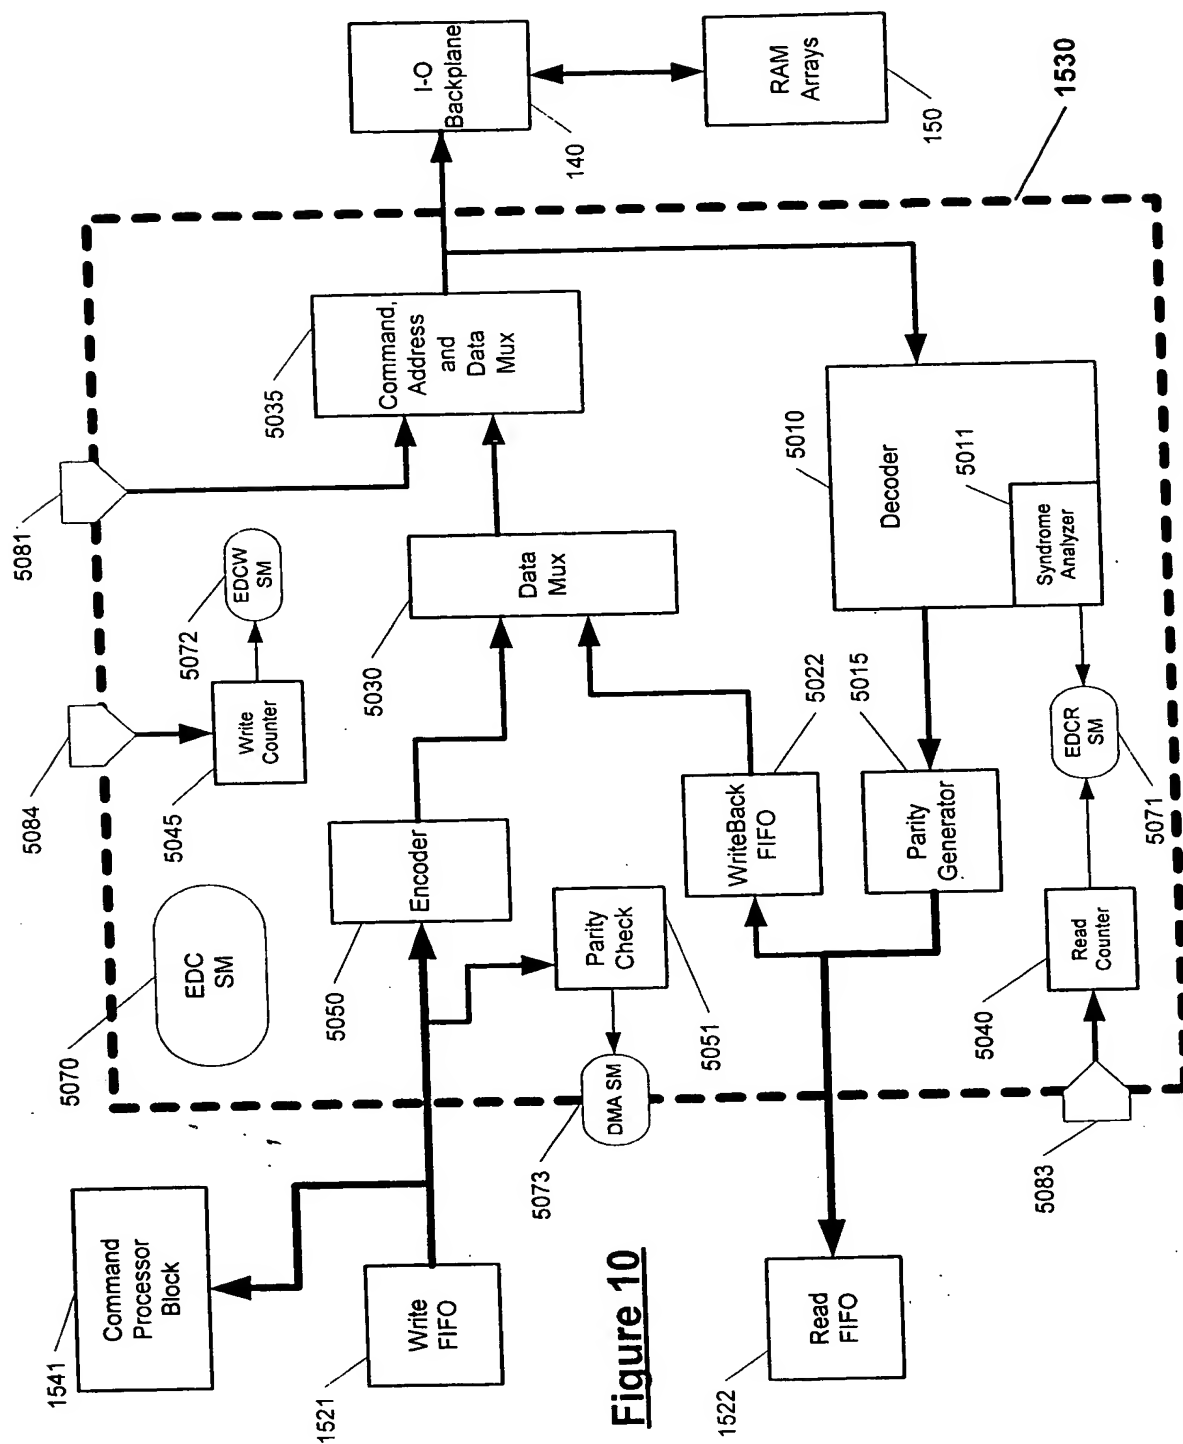 1541
Command
Processor
Block
1521
Write
FIFO
Figure 10
1522
Read
FIFO
5070
EDC
SM
5084
5045
Write
Counter
5072
EDCW
SM
5081
5050
Encoder
5073
DMA SM
Parity
Check
5051
5030
Data
Mux
WriteBack
FIFO
5022
Parity
Generator
5015
5083
5040
Read
Counter
EDCR
SM
5071
5035
Command,
Address
and
Data
Mux
5010
Decoder
5011
Syndrome
Analyzer
I-O
Backplane
140
RAM
Arrays
150
1530